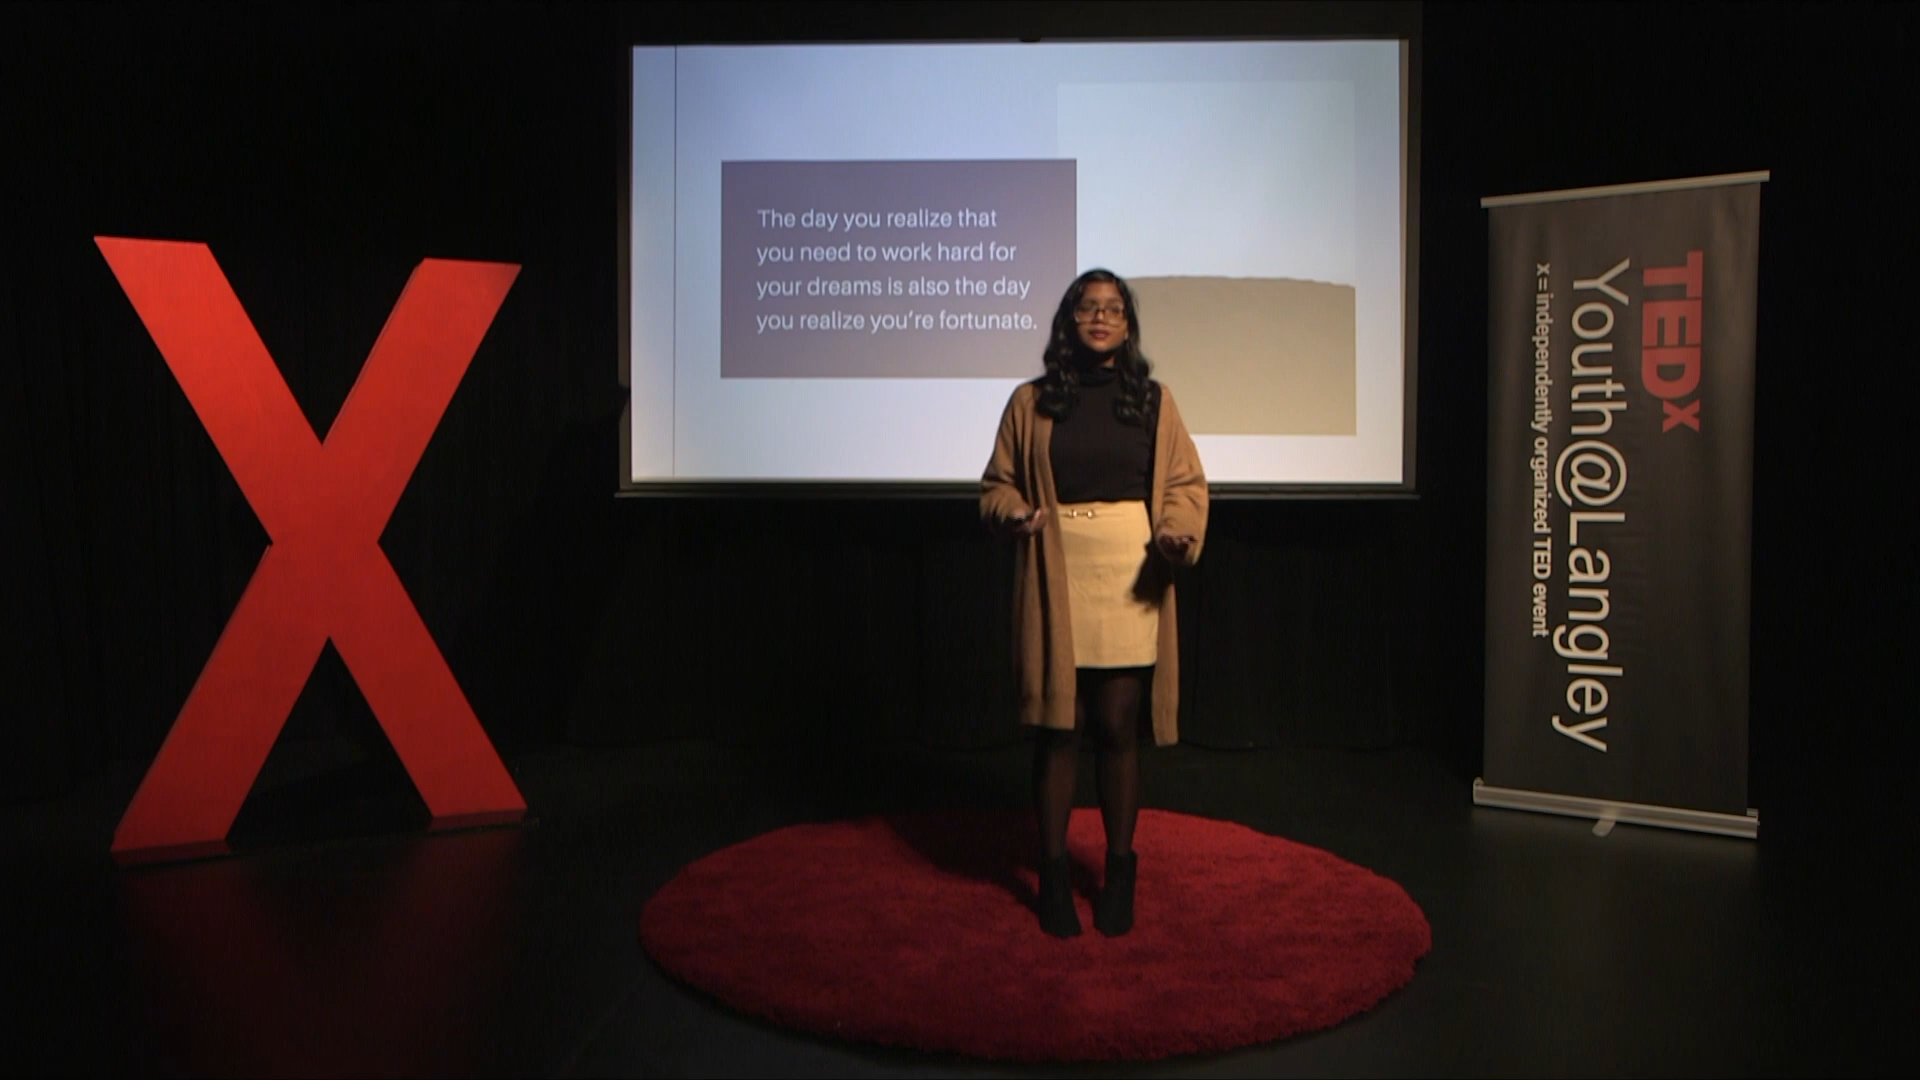 X
The day you realize that
you need to work hard for
your dreams is also the day
you realize you're fortunate.
TEDx
Youth@Langley
x = independently organized TED event